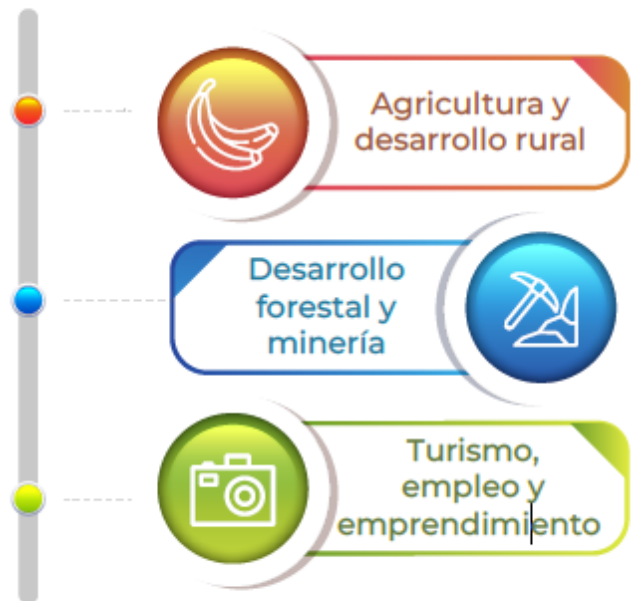 Agricultura y
desarrollo rural
Desarrollo
forestal y
minería
Turismo,
empleo y
emprendimiento